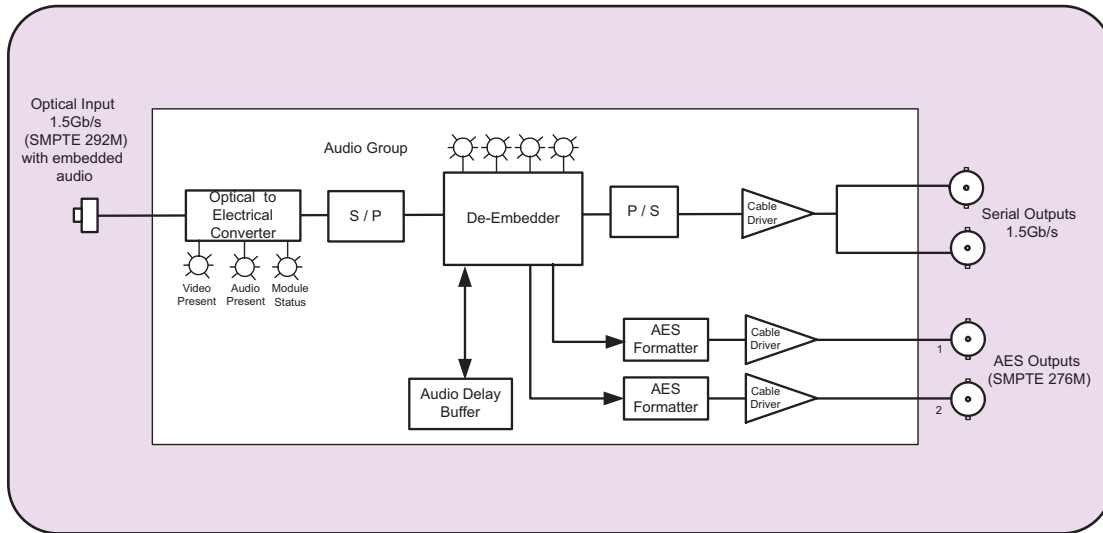 Optical Input
1.5Gb/s
(SMPTE 292M)
with embedded
audio
Audio Group
Optical to
Electrical
Converter
S / P
De-Embedder
P / S
Cable
Driver
Serial Outputs
1.5Gb/s
Video
Present
Audio
Present
Module
Status
AES
Formatter
Cable
Driver
1
AES Outputs
(SMPTE 276M)
Audio Delay
Buffer
AES
Formatter
Cable
Driver
2